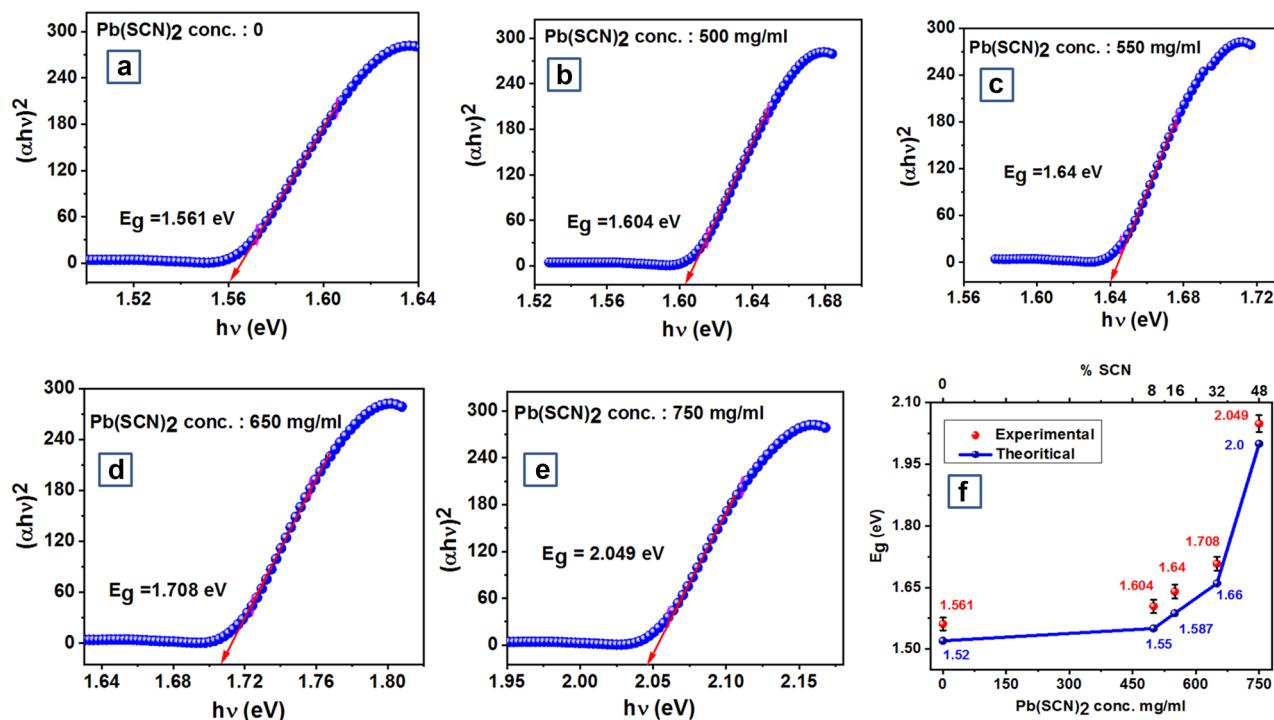 Pb(SCN)2 conc. : 0
a
Eg =1.561 eV
(αhν)2
300
240
180
120
60
0
1.52 1.56 1.60 1.64
hν (eV)
Pb(SCN)2 conc. : 500 mg/ml
b
Eg =1.604 eV
(αhν)2
300
240
180
120
60
0
1.52 1.56 1.60 1.64 1.68
hν (eV)
Pb(SCN)2 conc. : 550 mg/ml
c
Eg =1.64 eV
(αhν)2
300
240
180
120
60
0
1.56 1.60 1.64 1.68 1.72
hν (eV)
Pb(SCN)2 conc. : 650 mg/ml
d
Eg =1.708 eV
(αhν)2
300
240
180
120
60
0
1.64 1.68 1.72 1.76 1.80
hν (eV)
Pb(SCN)2 conc. : 750 mg/ml
e
Eg = 2.049 eV
(αhν)2
300
240
180
120
60
0
1.95 2.00 2.05 2.10 2.15
hν (eV)
% SCN
0 8 16 32 48
Experimental
Theoritical
f
Eg (eV)
2.10
1.95
1.80
1.65
1.50
2.049
2.0
1.708
1.64
1.604
1.561
1.66
1.587
1.55
1.52
0 150 300 450 600 750
Pb(SCN)2 conc. mg/ml